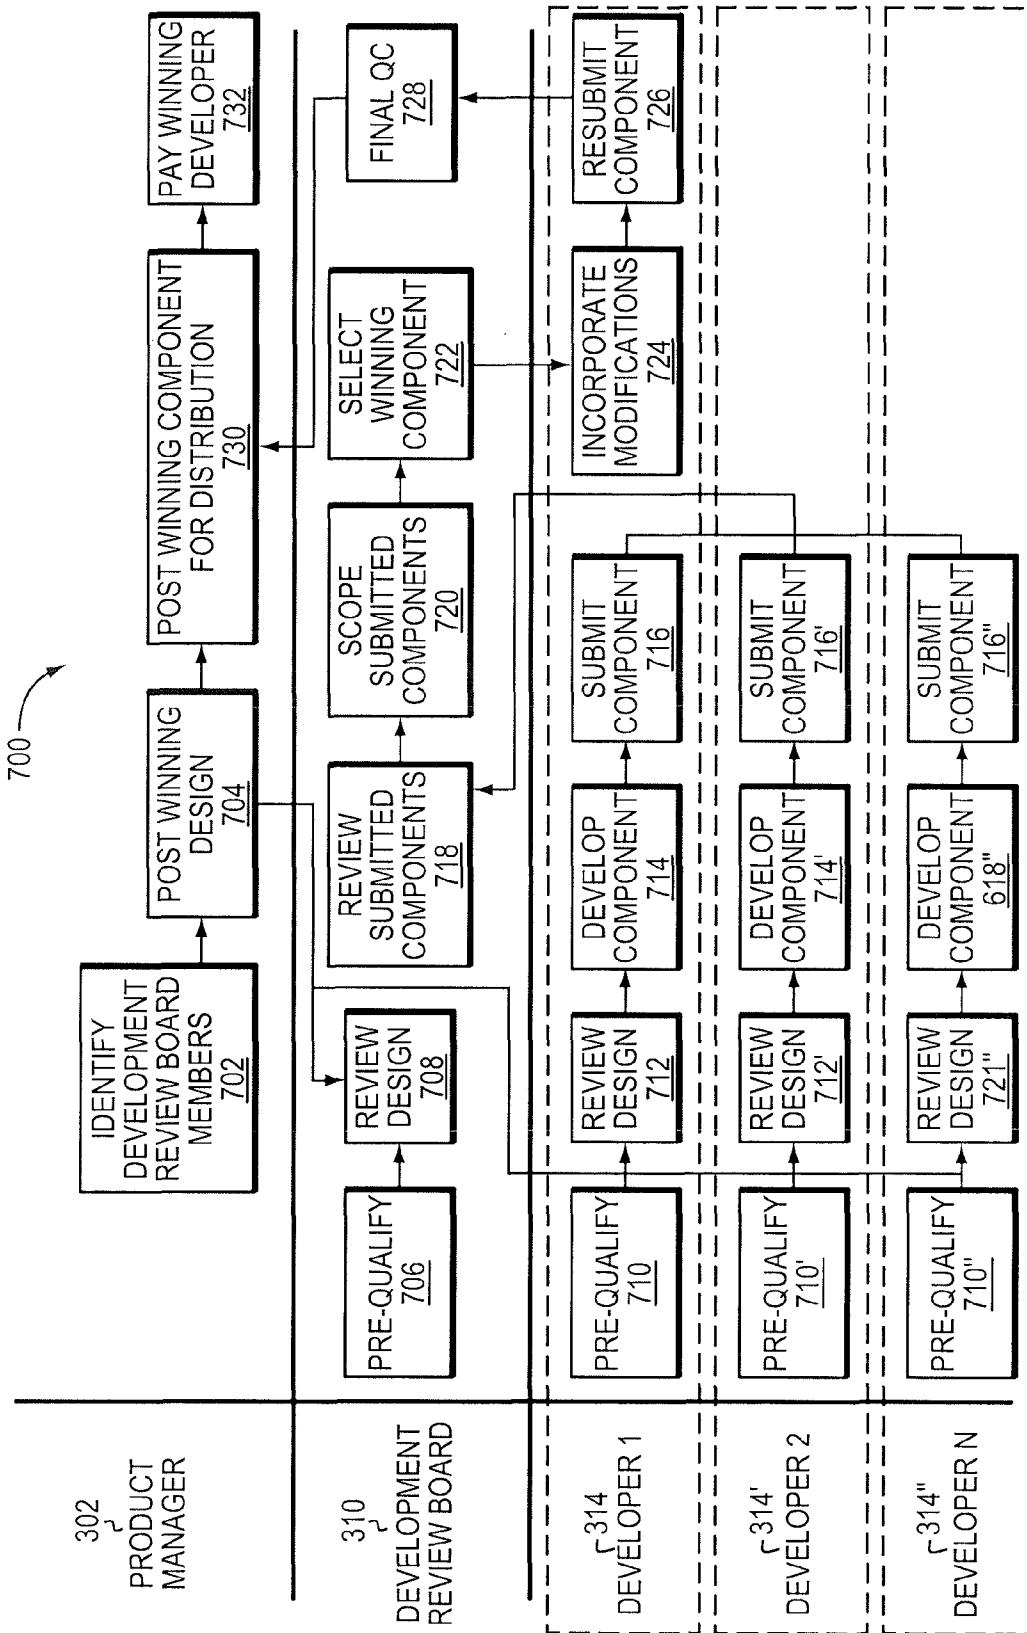 700
302
PRODUCT
MANAGER
IDENTIFY
DEVELOPMENT
REVIEW BOARD
MEMBERS
702
POST WINNING
DESIGN
704
POST WINNING COMPONENT
FOR DISTRIBUTION
730
PAY WINNING
DEVELOPER
732
310
DEVELOPMENT
REVIEW BOARD
PRE-QUALIFY
706
REVIEW
DESIGN
708
REVIEW
SUBMITTED
COMPONENTS
718
SCOPE
SUBMITTED
COMPONENTS
720
SELECT
WINNING
COMPONENT
722
FINAL QC
728
314
DEVELOPER 1
PRE-QUALIFY
710
REVIEW
DESIGN
712
DEVELOP
COMPONENT
714
SUBMIT
COMPONENT
716
INCORPORATE
MODIFICATIONS
724
RESUBMIT
COMPONENT
726
314'
DEVELOPER 2
PRE-QUALIFY
710'
REVIEW
DESIGN
712'
DEVELOP
COMPONENT
714'
SUBMIT
COMPONENT
716'
314"
DEVELOPER N
PRE-QUALIFY
710"
REVIEW
DESIGN
721"
DEVELOP
COMPONENT
618"
SUBMIT
COMPONENT
716"